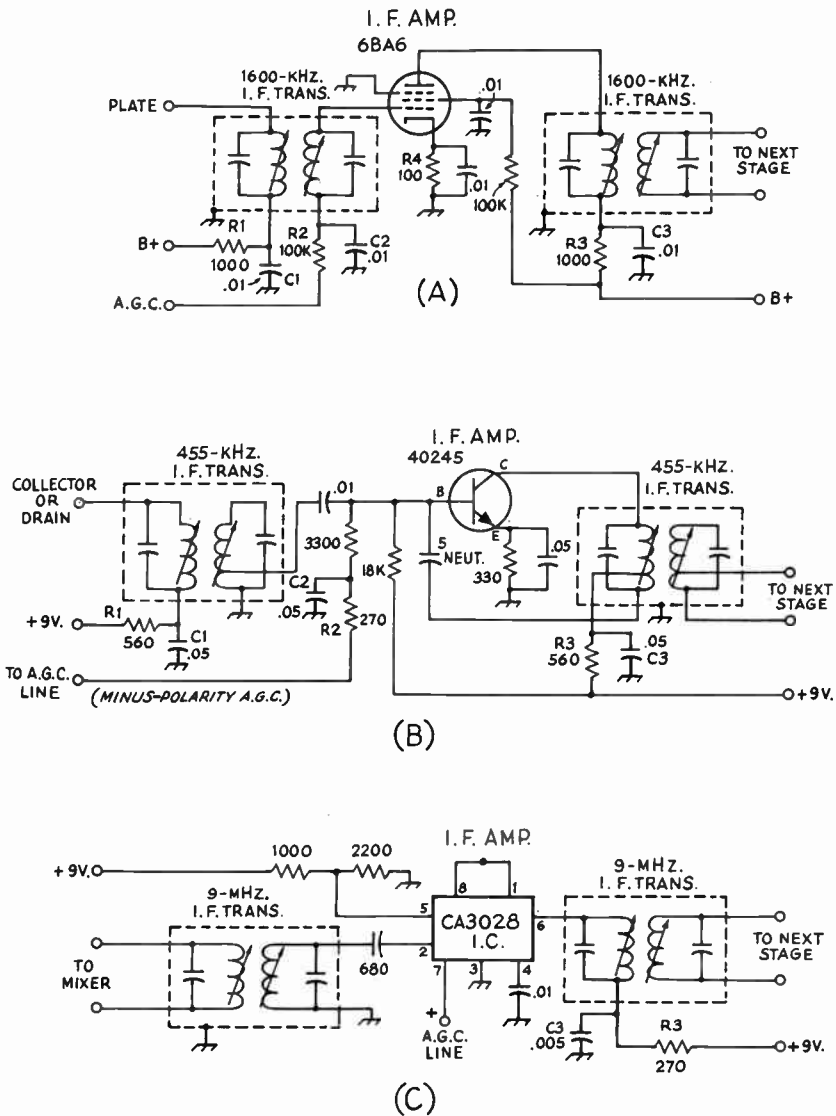 I.F. AMP.
6BA6
1600-KHZ.
I.F. TRANS.
PLATE
.01
1600-KHZ.
I.F. TRANS.
R4
100
.01
100K
TO NEXT
STAGE
R1
1000
B+
.01
C1
R2
100K
C2
.01
A.G.C.
R3
1000
C3
.01
B+
(A)
I.F. AMP.
40245
455-KHZ.
I.F. TRANS.
COLLECTOR
OR
DRAIN
.01
B
C
E
455-KHZ.
I.F. TRANS.
3300
18K
5
NEUT.
330
.05
TO NEXT
STAGE
C2
.05
R2
270
+9V.
R1
560
C1
.05
R3
560
.05
C3
TO A.G.C.
LINE
(MINUS-POLARITY A.G.C.)
+9V.
(B)
I.F. AMP.
+9V.
1000
2200
9-MHZ.
I.F. TRANS.
8
1
5
CA3028
I.C.
6
2
7
3
4
9-MHZ.
I.F. TRANS.
TO
MIXER
680
.01
TO NEXT
STAGE
+
A.G.C.
LINE
C3
.005
R3
270
+9V.
(C)